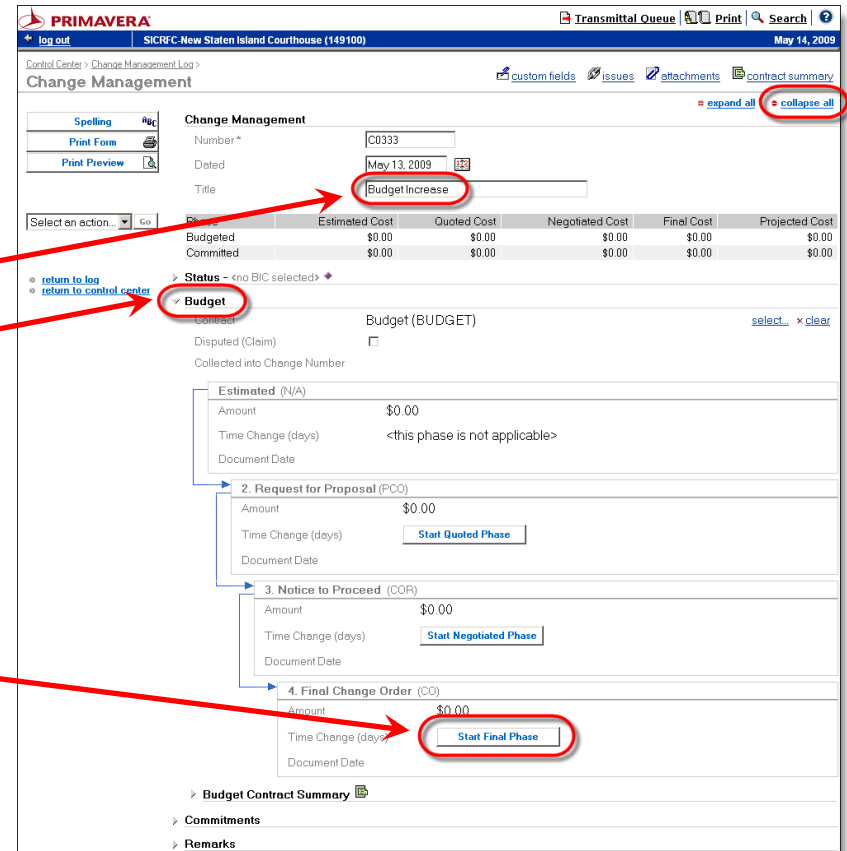 PRIMAVERA
Transmittal Queue Print Search ?
log out SICRFC-New Staten Island Courthouse (149100) May 14, 2009
Control Center > Change Management Log >
Change Management
custom fields issues attachments contract summary
expand all collapse all
Spelling ABC
Print Form
Print Preview
Select an action... Go
return to log
return to control center
Change Management
Number* C0333
Dated May 13, 2009
Title Budget Increase
Phase Estimated Cost Quoted Cost Negotiated Cost Final Cost Projected Cost
Budgeted $0.00 $0.00 $0.00 $0.00 $0.00
Committed $0.00 $0.00 $0.00 $0.00 $0.00
Status - <no BIC selected>
Budget
Contract Budget (BUDGET) select... × clear
Disputed (Claim)
Collected into Change Number
Estimated (N/A)
Amount $0.00
Time Change (days) <this phase is not applicable>
Document Date
2. Request for Proposal (PCO)
Amount $0.00
Time Change (days) Start Quoted Phase
Document Date
3. Notice to Proceed (COR)
Amount $0.00
Time Change (days) Start Negotiated Phase
Document Date
4. Final Change Order (CO)
Amount $0.00
Time Change (days) Start Final Phase
Document Date
Budget Contract Summary
Commitments
Remarks